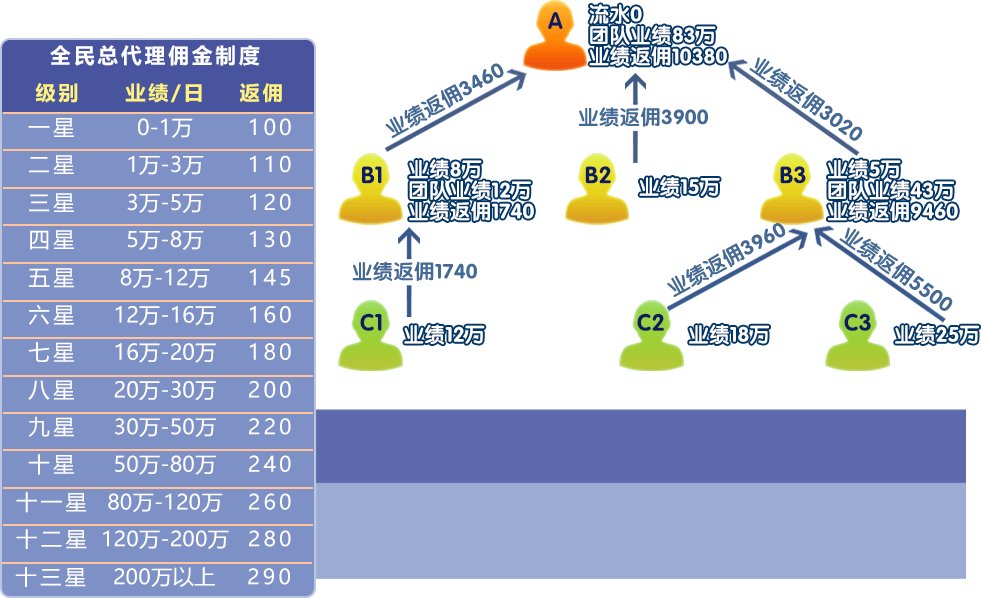 全民总代理佣金制度
级别 业绩/日 返佣
一星 0-1万 100
二星 1万-3万 110
三星 3万-5万 120
四星 5万-8万 130
五星 8万-12万 145
六星 12万-16万 160
七星 16万-20万 180
八星 20万-30万 200
九星 30万-50万 220
十星 50万-80万 240
十一星 80万-120万 260
十二星 120万-200万 280
十三星 200万以上 290
A
流水0
团队业绩83万
业绩返佣10380
业绩返佣3460
业绩返佣3900
业绩返佣3020
B1
业绩8万
团队业绩12万
业绩返佣1740
B2
业绩15万
B3
业绩5万
团队业绩43万
业绩返佣9460
业绩返佣1740
业绩返佣3960
业绩返佣5500
C1
业绩12万
C2
业绩18万
C3
业绩25万